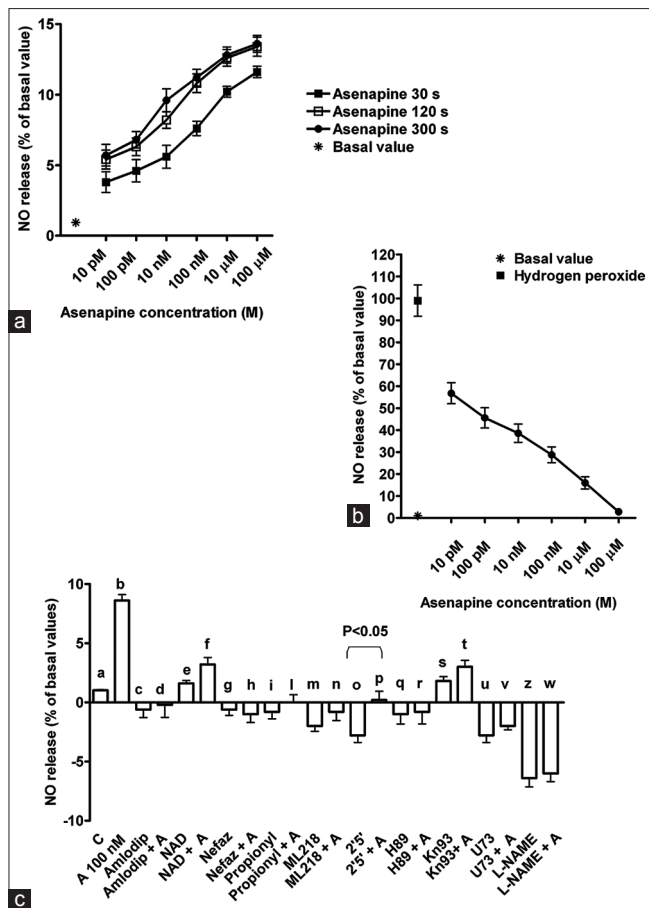 15
10
5
0
NO release (% of basal value)
10 pM
100 pM
10 nM
100 nM
10 µM
100 µM
Asenapine concentration (M)
Asenapine 30 s
Asenapine 120 s
Asenapine 300 s
Basal value
a
120
110
100
90
80
70
60
50
40
30
20
10
0
NO release (% of basal value)
Basal value
Hydrogen peroxide
10 pM
100 pM
10 nM
100 nM
10 µM
100 µM
Asenapine concentration (M)
b
10
5
0
-5
-10
NO release (% of basal values)
P<0.05
a
b
c
d
e
f
g
h
i
l
m
n
o
p
q
r
s
t
u
v
z
w
C
A 100 nM
Amlodip
Amlodip + A
NAD
NAD + A
Nefaz
Nefaz + A
Propionyl
Propionyl + A
ML218
ML218 + A
2'5'
2'5' + A
H89
H89 + A
Kn93
Kn93+ A
U73
U73 + A
L-NAME
L-NAME + A
c